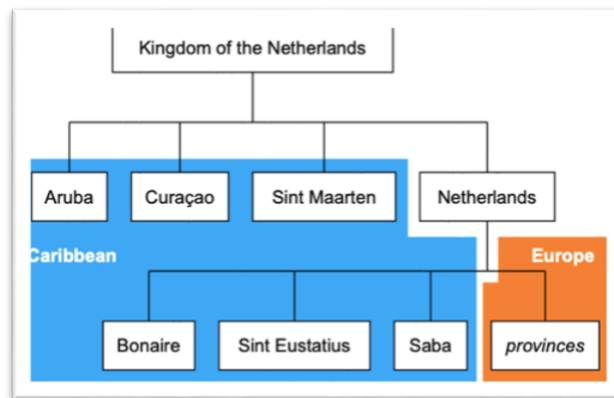 Kingdom of the Netherlands
Aruba
Curaçao
Sint Maarten
Netherlands
Caribbean
Europe
Bonaire
Sint Eustatius
Saba
provinces